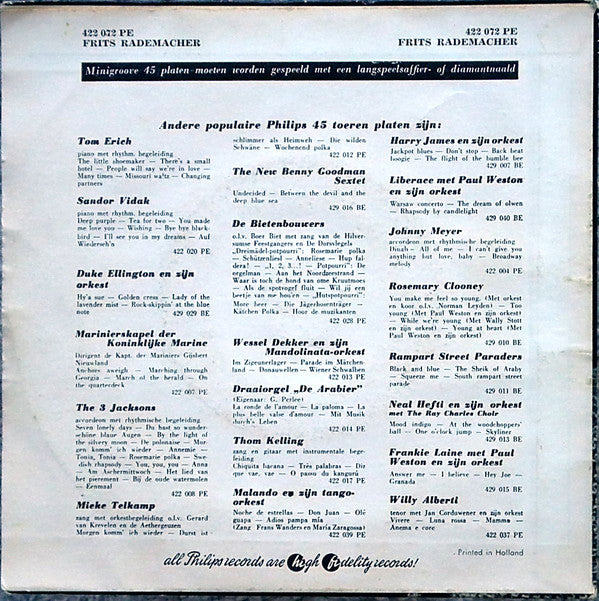 422 072 PE
FRITS RADEMACHER
422 072 PE
FRITS RADEMACHER
Minigroove 45 platen moeten worden gespeeld met een langspeelsaffier- of diamantnaald
Andere populaire Philips 45 toeren platen zijn:
Tom Erich
piano met rhythm. begeleiding
The little shoemaker — There's a small
hotel — People will say we're in love —
Many times — Missouri waltz — Changing
partners
Sandor Vidak
piano met rhythm. begeleiding
Deep purple — Tea for two — You made
me love you — Wishing — Bye bye black-
bird — I'll see you in my dreams — Auf
Wiederseh'n
422 020 PE
Duke Ellington en zijn
orkest
Hy'a sue — Golden cress — Lady of the
lavender mist — Rock-skippin' at the blue
note 429 029 BE
Marinierskapel der
Koninklijke Marine
Dirigent de Kapt. der Mariniers Gijsbert
Nieuwland
Anchors aweigh — Marching through
Georgia — March of the herald — On
the quarterdeck
422 007 PE
The 3 Jacksons
accordeon met rhythmische begeleiding
Seven lonely days — Du hast so wunder-
schöne blaue Augen — By the light of
the silvery moon — De polonaise — Mor-
gen komm' ich wieder — Annemie —
Tonia, Tonia — Rosemarie polka — Swe-
dish rhapsody — You, you, you — Anna
— Am Aschermittwoch — Het lied van
het pierement — Bij de oude watermolen
— Eenmaal
422 008 PE
Mieke Telkamp
zang met orkestbegeleiding o.l.v. Gerard
van Krevelen en de Aethergeuzen
Morgen komm' ich wieder — Durst ist
schlimmer als Heimweh — Die wilden
Schwäne — Wochenend polka
422 012 PE
The New Benny Goodman
Sextet
Undecided — Between the devil and the
deep blue sea
429 016 BE
De Bietenbouwers
o.l.v. Boer Biet met zang van de Hilver-
sumse Feestgangers en De Dorsvlegels
„Dreimädel-potpourri": Rosemarie polka
— Schützenliesl — Anneliese — Hup fal-
dera! — „1, 2, 3...! — Potpourri": De
orgelman — Aan het Noordzeestrand —
Waar is toch de hond van ome Kruutmoes
— Als de spotvogel fluit — Wil jij een
beetje van me hou'en — „Hutspotpourri":
More beer — Die Jägerhosenträger —
Kätchen Polka — Hoor de muzikanten
422 028 PE
Wessel Dekker en zijn
Mandolinata-orkest
Im Zigeunerlager — Parade im Märchen-
land — Donauwellen — Wiener Schwalben
422 013 PE
Draaiorgel „De Arabier"
(Eigenaar: G. Perlee)
La ronde de l'amour — La paloma — La
plus belle valse d'amour — Mit Musik
durch's Leben
422 014 PE
Thom Kelling
zang en gitaar met instrumentale bege-
leiding
Chiquita bacana — Três palabras — Dir
que var, var — O passo do kangurú
422 017 PE
Malando en zijn tango-
orkest
Noche de estrellas — Don Juan — Olé
guapa — Adios pampa mia
(Zang: Frans Wanders en Maria Zaragossa)
422 039 PE
Harry James en zijn orkest
Jackpot blues — Don't stop — Back beat
boogie — The flight of the bumble bee
429 007 BE
Liberace met Paul Weston
en zijn orkest
Warsaw concerto — The dream of olwen
— Rhapsody by candlelight
429 040 BE
Johnny Meyer
accordeon met rhythmische begeleiding
Dinah — All of me — I can't give you
anything but love, baby — Broadway
melody
422 004 PE
Rosemary Clooney
You make me feel so young. (Met orkest
en koor o.l.v. Norman Leyden) — Too
young (Met Paul Weston en zijn orkest)
— While we're young (Met Wally Stott
en zijn orkest) — Young at heart (Met
Paul Weston en zijn orkest)
429 010 BE
Rampart Street Paraders
Black and blue — The Sheik of Araby
— Squeeze me — South rampart street
parade
429 011 BE
Neal Hefti en zijn orkest
met The Ray Charles Choir
Mood indigo — At the woodchoppers'
ball — One o'clock jump — Skyliner
429 013 BE
Frankie Laine met Paul
Weston en zijn orkest
Answer me — I believe — Hey Joe —
Granada
429 015 BE
Willy Alberti
tenor met Jan Corduwener en zijn orkest
Vivere — Luna rossa — Mamma —
Anema e core
422 037 PE
all Philips records are high fidelity records!
Printed in Holland